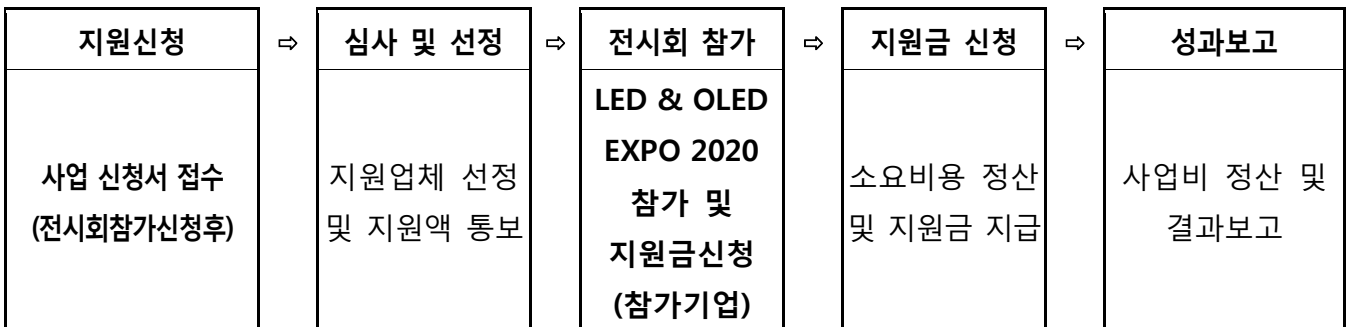 지원신청 ⇨ 심사 및 선정 ⇨ 전시회 참가 ⇨ 지원금 신청 ⇨ 성과보고
사업 신청서 접수
(전시회참가신청후)
지원업체 선정
및 지원액 통보
LED & OLED
EXPO 2020
참가 및
지원금신청
(참가기업)
소요비용 정산
및 지원금 지급
사업비 정산 및
결과보고